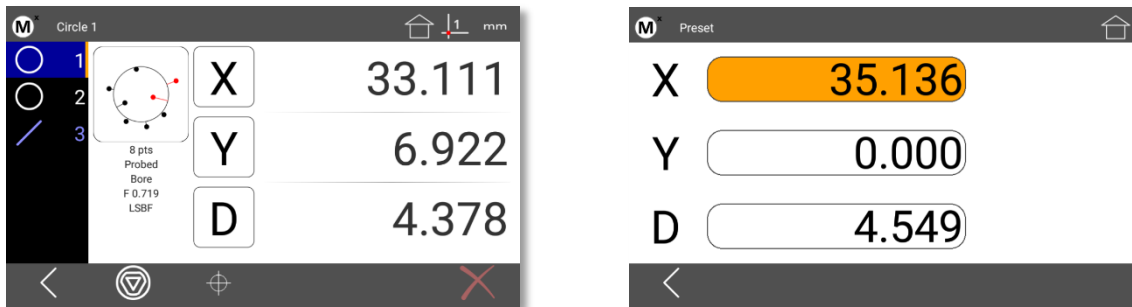 M x Circle 1 1 mm
1
2
3
8 pts
Probed
Bore
F 0.719
LSBF
X 33.111
Y 6.922
D 4.378
M x Preset
X 35.136
Y 0.000
D 4.549